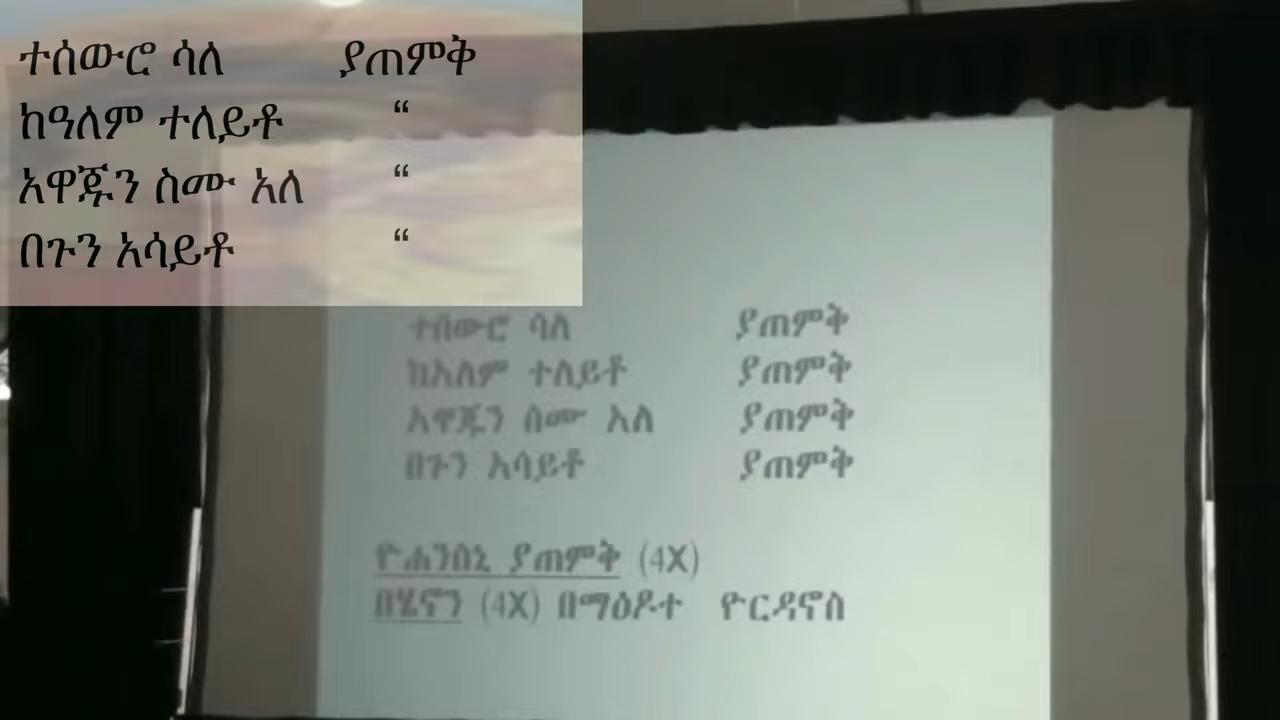 ተሰውሮ ሳለ ያጠምቅ
ከዓለም ተለይቶ “
አዋጁን ስሙ አለ “
በጉን አሳይቶ “
ተሰውሮ ሳለ ያጠምቅ
ከአለም ተለይቶ ያጠምቅ
አዋጁን ስሙ አለ ያጠምቅ
በጉን አሳይቶ ያጠምቅ
ዮሐንስኒ ያጠምቅ (4X)
በሄኖን (4X) በማዕዶተ ዮርዳኖስ